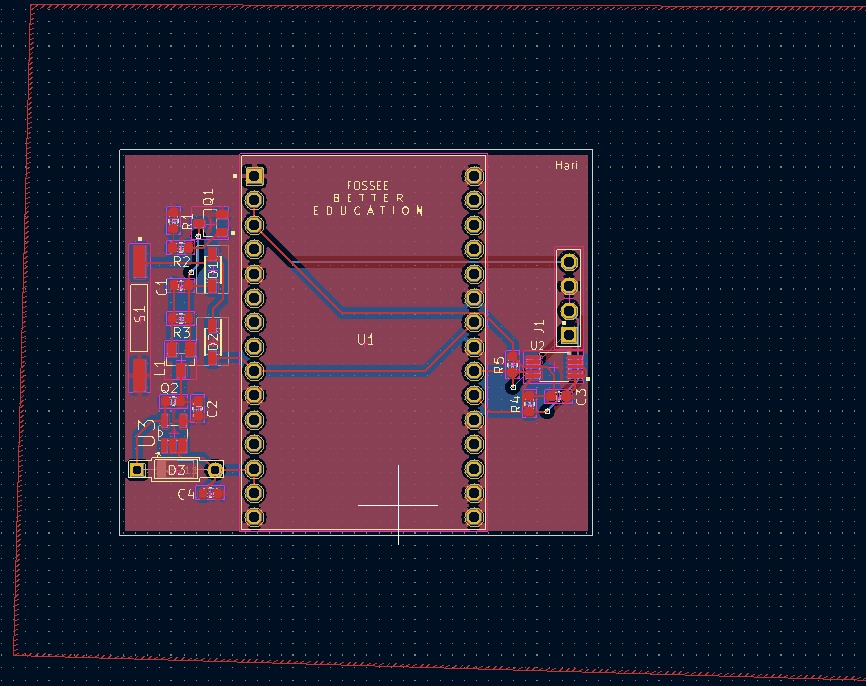 Hari
FOSSEE
BETTER
EDUCATION
Q1
R1
R2
D1
C1
S1
R3
D2
U1
J1
U2
L1
R5
Q2
C2
R4
C3
U3
D3
C4